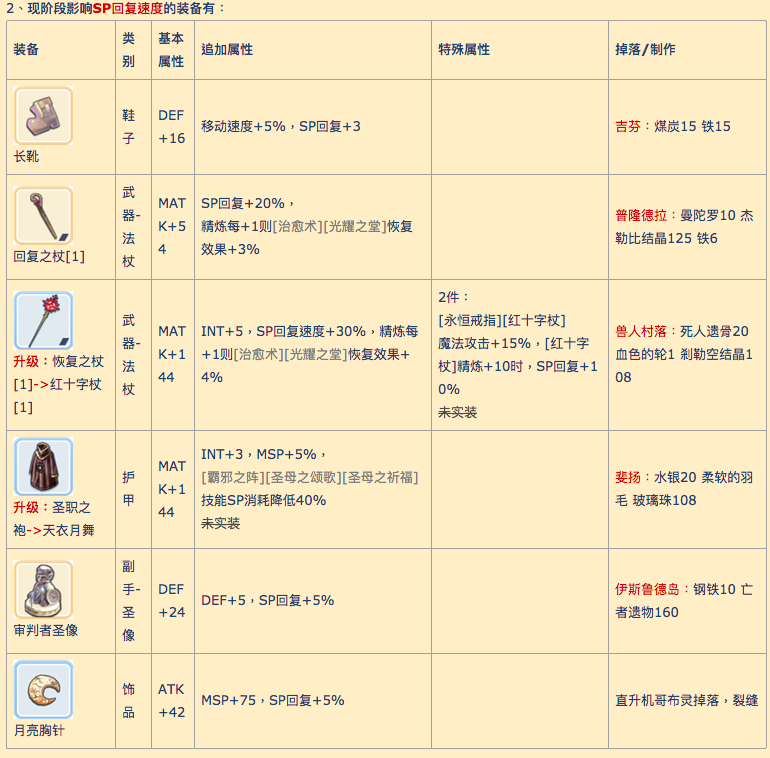 2、现阶段影响SP回复速度的装备有：
装备
类
别
基本
属性
追加属性
特殊属性
掉落/制作
长靴
鞋
子
DEF
+16
移动速度+5%，SP回复+3
吉芬：煤炭15 铁15
回复之杖[1]
武
器-
法
杖
MAT
K+5
4
SP回复+20%，
精炼每+1则[治愈术][光耀之堂]恢复
效果+3%
普隆德拉：曼陀罗10 杰
勒比结晶125 铁6
升级：恢复之杖
[1]->红十字杖
[1]
武
器-
法
杖
MAT
K+1
44
INT+5，SP回复速度+30%，精炼每
+1则[治愈术][光耀之堂]恢复效果+
4%
2件：
[永恒戒指][红十字杖]
魔法攻击+15%，[红十字
杖]精炼+10时，SP回复+1
0%
未实装
兽人村落：死人遗骨20
血色的轮1 剎勒空结晶1
08
升级：圣职之
袍->天衣月舞
护
甲
MAT
K+1
44
INT+3，MSP+5%，
[霸邪之阵][圣母之颂歌][圣母之祈福]
技能SP消耗降低40%
未实装
斐扬：水银20 柔软的羽
毛 玻璃珠108
审判者圣像
副
手-
圣
像
DEF
+24
DEF+5，SP回复+5%
伊斯鲁德岛：钢铁10 亡
者遗物160
月亮胸针
饰
品
ATK
+42
MSP+75，SP回复+5%
直升机哥布灵掉落，裂缝